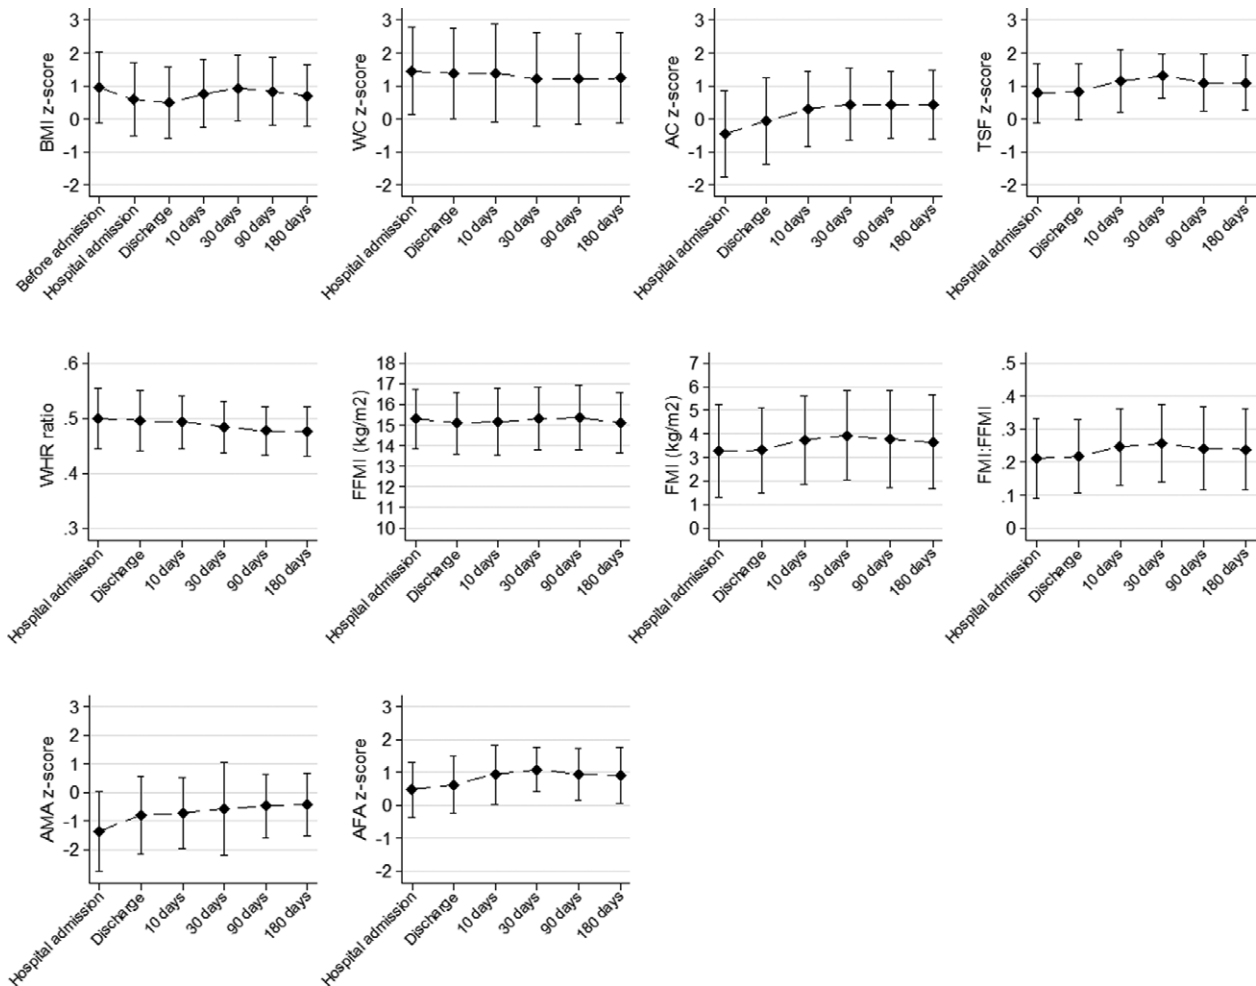 BMI z-score
3
2
1
0
-1
-2
Before admission
Hospital admission
Discharge
10 days
30 days
90 days
180 days
WC z-score
3
2
1
0
-1
-2
Hospital admission
Discharge
10 days
30 days
90 days
180 days
AC z-score
3
2
1
0
-1
-2
Hospital admission
Discharge
10 days
30 days
90 days
180 days
TSF z-score
3
2
1
0
-1
-2
Hospital admission
Discharge
10 days
30 days
90 days
180 days
WHR ratio
.6
.5
.4
.3
Hospital admission
Discharge
10 days
30 days
90 days
180 days
FFMI (kg/m2)
18
17
16
15
14
13
12
11
10
Hospital admission
Discharge
10 days
30 days
90 days
180 days
FMI (kg/m2)
7
6
5
4
3
2
1
0
Hospital admission
Discharge
10 days
30 days
90 days
180 days
FMI:FFMI
.5
.4
.3
.2
.1
0
Hospital admission
Discharge
10 days
30 days
90 days
180 days
AMA z-score
3
2
1
0
-1
-2
Hospital admission
Discharge
10 days
30 days
90 days
180 days
AFA z-score
3
2
1
0
-1
-2
Hospital admission
Discharge
10 days
30 days
90 days
180 days